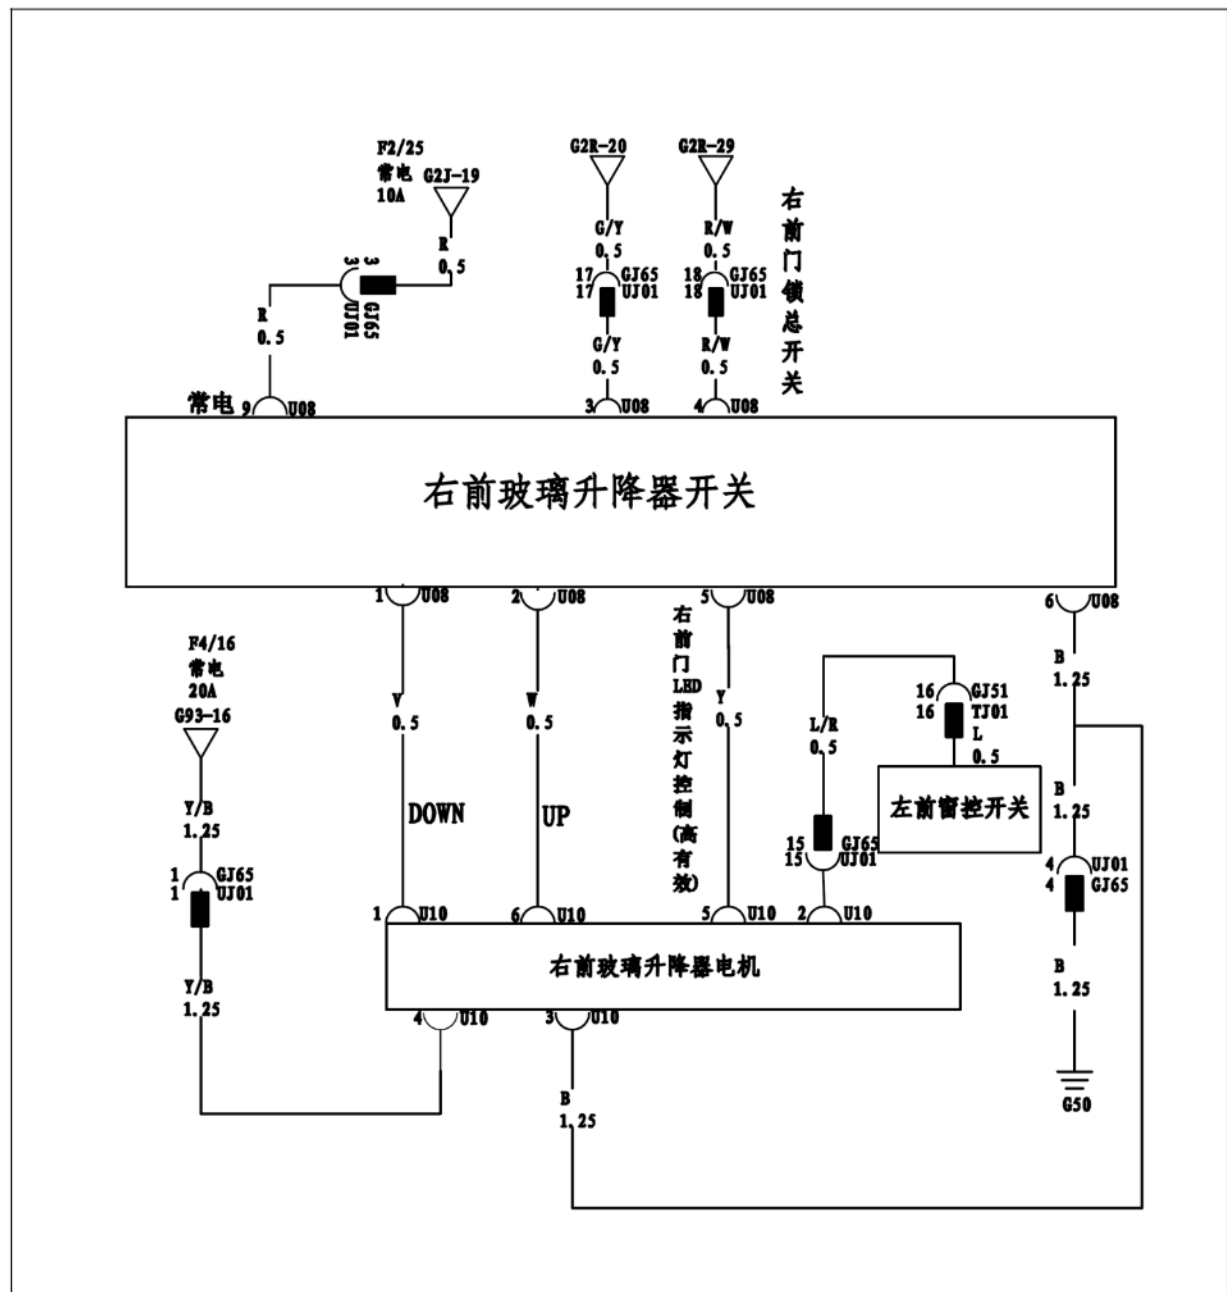 F2/25
常电
10A
G2J-19
R
0.5
3 3
UJ01
GJ65
R
0.5
G2R-20
G/Y
0.5
17 GJ65
17 UJ01
G/Y
0.5
G2R-29
R/W
0.5
18 GJ65
18 UJ01
R/W
0.5
右前门锁总开关
常电 9 U08
3 U08
4 U08
右前玻璃升降器开关
1 U08
2 U08
5 U08
6 U08
F4/16
常电
20A
G93-16
Y/B
1.25
1 GJ65
1 UJ01
Y/B
1.25
V
0.5
DOWN
W
0.5
UP
右前门LED指示灯控制(高有效)
Y
0.5
L/R
0.5
15 GJ65
15 UJ01
16 GJ51
16 TJ01
L
0.5
左前窗控开关
B
1.25
B
1.25
4 UJ01
4 GJ65
B
1.25
G50
1 U10
6 U10
5 U10
2 U10
右前玻璃升降器电机
4 U10
3 U10
B
1.25